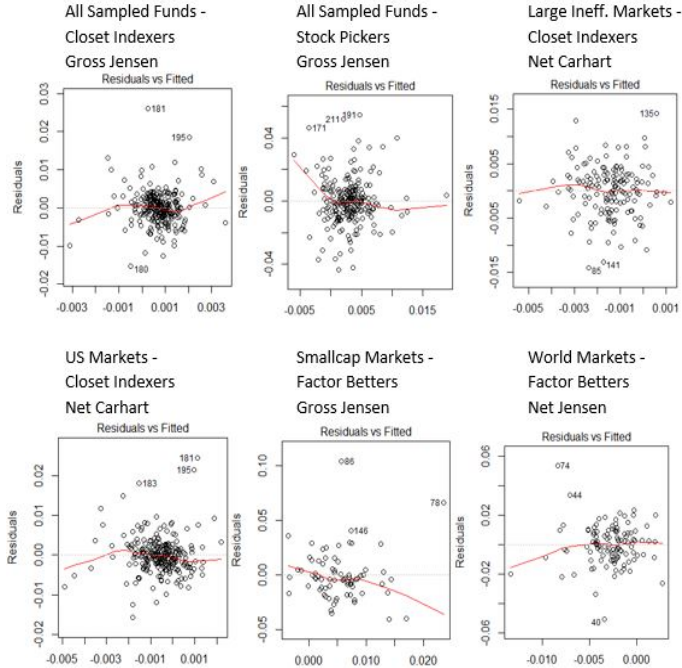 All Sampled Funds -
Closet Indexers
Gross Jensen
Residuals vs Fitted
Residuals
0.03
0.02
0.01
0.00
-0.01
-0.02
181
195
180
-0.003
-0.001
0.001
0.003
All Sampled Funds -
Stock Pickers
Gross Jensen
Residuals vs Fitted
Residuals
0.04
0.00
-0.04
171
211
191
-0.005
0.005
0.015
Large Ineff. Markets -
Closet Indexers
Net Carhart
Residuals vs Fitted
Residuals
0.015
0.005
-0.005
-0.015
135
85
141
-0.005
-0.003
-0.001
0.001
US Markets -
Closet Indexers
Net Carhart
Residuals vs Fitted
Residuals
0.02
0.01
0.00
-0.01
-0.02
181
195
183
-0.005
-0.003
-0.001
0.001
Smallcap Markets -
Factor Betters
Gross Jensen
Residuals vs Fitted
Residuals
0.10
0.05
0.00
-0.05
86
78
146
0.000
0.010
0.020
World Markets -
Factor Betters
Net Jensen
Residuals vs Fitted
Residuals
0.06
0.02
-0.02
-0.06
74
44
40
-0.010
-0.005
0.000